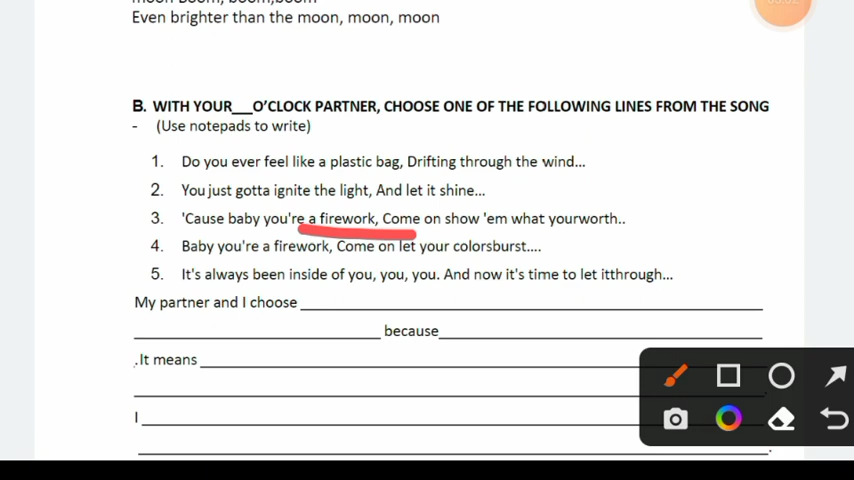 Even brighter than the moon, moon, moon
B. WITH YOUR__O'CLOCK PARTNER, CHOOSE ONE OF THE FOLLOWING LINES FROM THE SONG
- (Use notepads to write)
1. Do you ever feel like a plastic bag, Drifting through the wind...
2. You just gotta ignite the light, And let it shine...
3. 'Cause baby you're a firework, Come on show 'em what yourworth..
4. Baby you're a firework, Come on let your colorsburst....
5. It's always been inside of you, you, you. And now it's time to let itthrough...
My partner and I choose
because
.It means
I